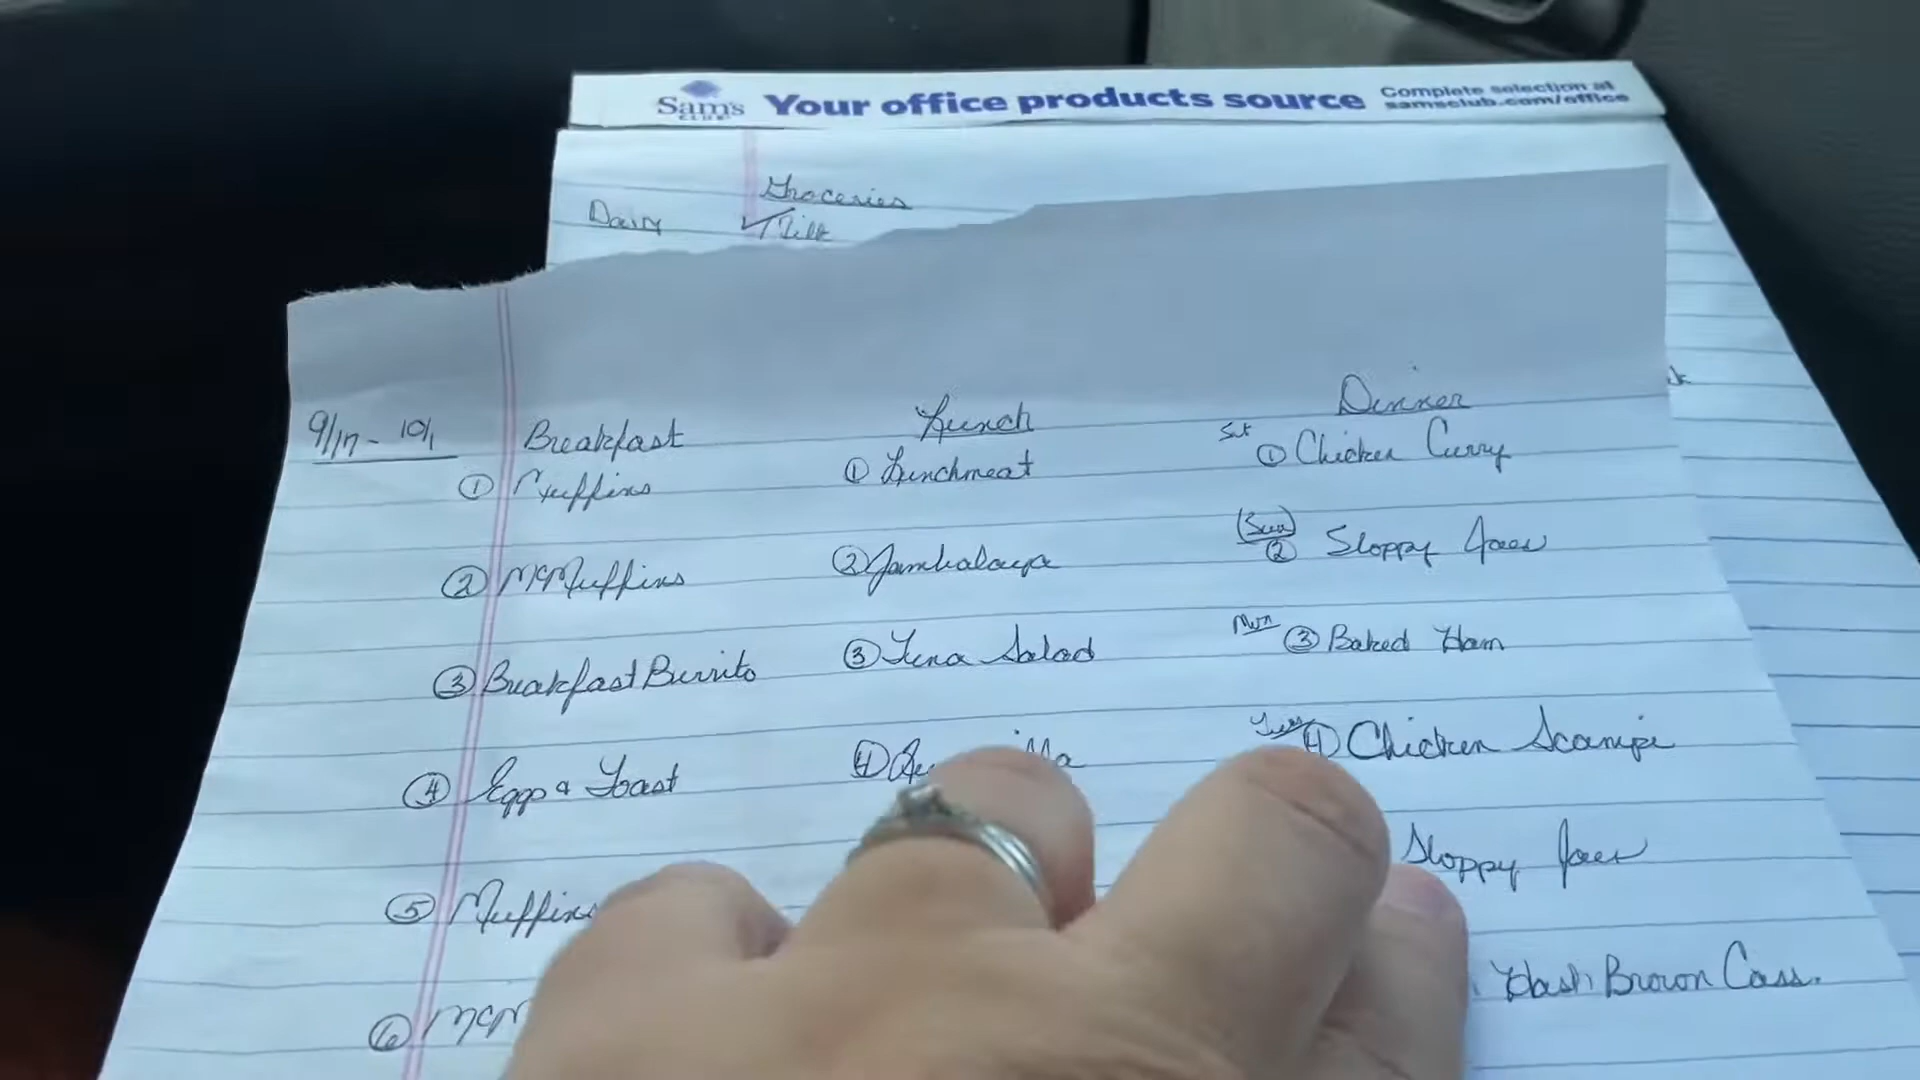 Sam's CLUB Your office products source Complete selection at
samsclub.com/office
Groceries
Dairy ✓ Milk
9/17 - 10/1 Breakfast Lunch Dinner
① Muffins ① Lunchmeat Sat ① Chicken Curry
② McMuffins ② Jambalaya (Sun) ② Sloppy Joes
③ Breakfast Burrito ③ Tuna Salad Mon ③ Baked Ham
④ Eggs & Toast ④ Tues ④ Chicken Scampi
⑤ Muffins Sloppy Joes
⑥ McM Hash Brown Cass.